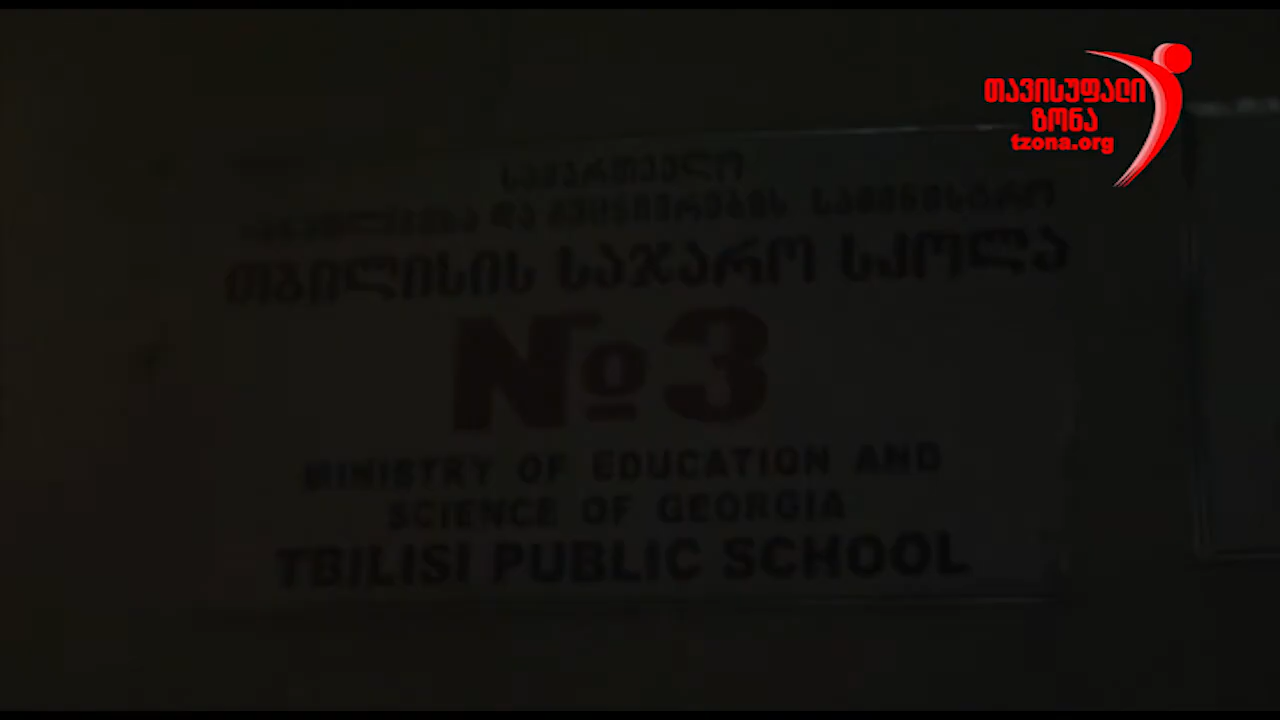 თავისუფალი
ზონა
tzona.org
საქართველო
განათლებისა და მეცნიერების სამინისტრო
თბილისის საჯარო სკოლა
№3
MINISTRY OF EDUCATION AND
SCIENCE OF GEORGIA
TBILISI PUBLIC SCHOOL